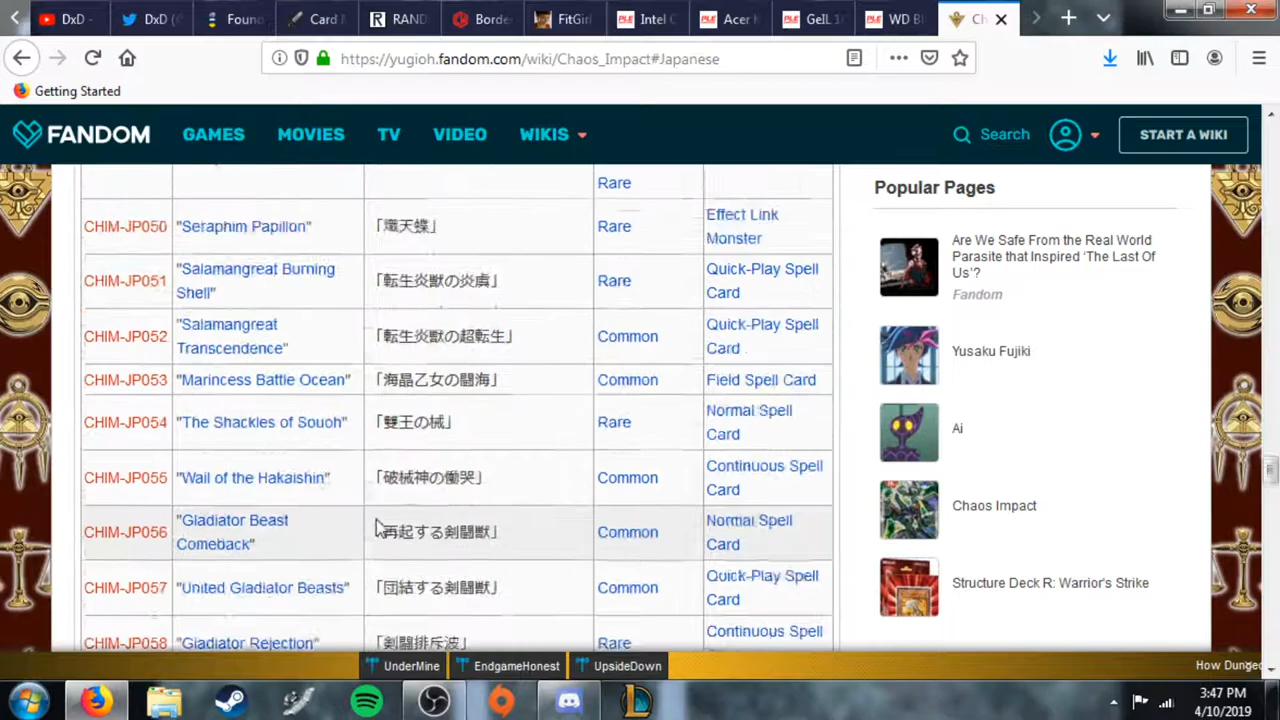 DxD -
DxD (
Found
Card M
RAND
Borde
FitGirl
Intel C
Acer
GeIL 1
WD Bl
Ch
https://yugioh.fandom.com/wiki/Chaos_Impact#Japanese
Getting Started
FANDOM GAMES MOVIES TV VIDEO WIKIS Search START A WIKI
Rare
CHIM-JP050 "Seraphim Papillon" 「熾天蝶」 Rare Effect Link
Monster
CHIM-JP051 "Salamangreat Burning
Shell" 「転生炎獣の炎虞」 Rare Quick-Play Spell
Card
CHIM-JP052 "Salamangreat
Transcendence" 「転生炎獣の超転生」 Common Quick-Play Spell
Card
CHIM-JP053 "Marincess Battle Ocean" 「海晶乙女の闘海」 Common Field Spell Card
CHIM-JP054 "The Shackles of Souoh" 「双王の械」 Rare Normal Spell
Card
CHIM-JP055 "Wail of the Hakaishin" 「破械神の慟哭」 Common Continuous Spell
Card
CHIM-JP056 "Gladiator Beast
Comeback" 「再起する剣闘獣」 Common Normal Spell
Card
CHIM-JP057 "United Gladiator Beasts" 「団結する剣闘獣」 Common Quick-Play Spell
Card
CHIM-JP058 "Gladiator Rejection" 「剣闘排斥波」 Rare Continuous Spell
Popular Pages
Are We Safe From the Real World
Parasite that Inspired ‘The Last Of
Us’?
Fandom
Yusaku Fujiki
Ai
Chaos Impact
Structure Deck R: Warrior's Strike
UnderMine EndgameHonest UpsideDown How Dunge
3:47 PM
4/10/2019